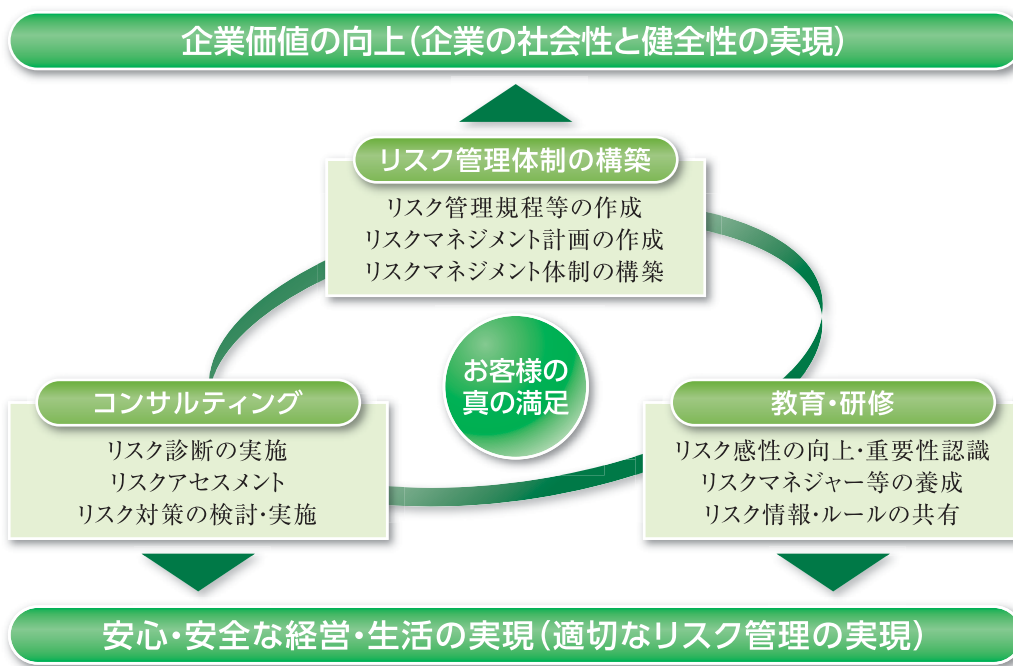 企業価値の向上(企業の社会性と健全性の実現)
リスク管理体制の構築
リスク管理規程等の作成
リスクマネジメント計画の作成
リスクマネジメント体制の構築
お客様の
真の満足
コンサルティング
リスク診断の実施
リスクアセスメント
リスク対策の検討・実施
教育・研修
リスク感性の向上・重要性認識
リスクマネジャー等の養成
リスク情報・ルールの共有
安心・安全な経営・生活の実現(適切なリスク管理の実現)